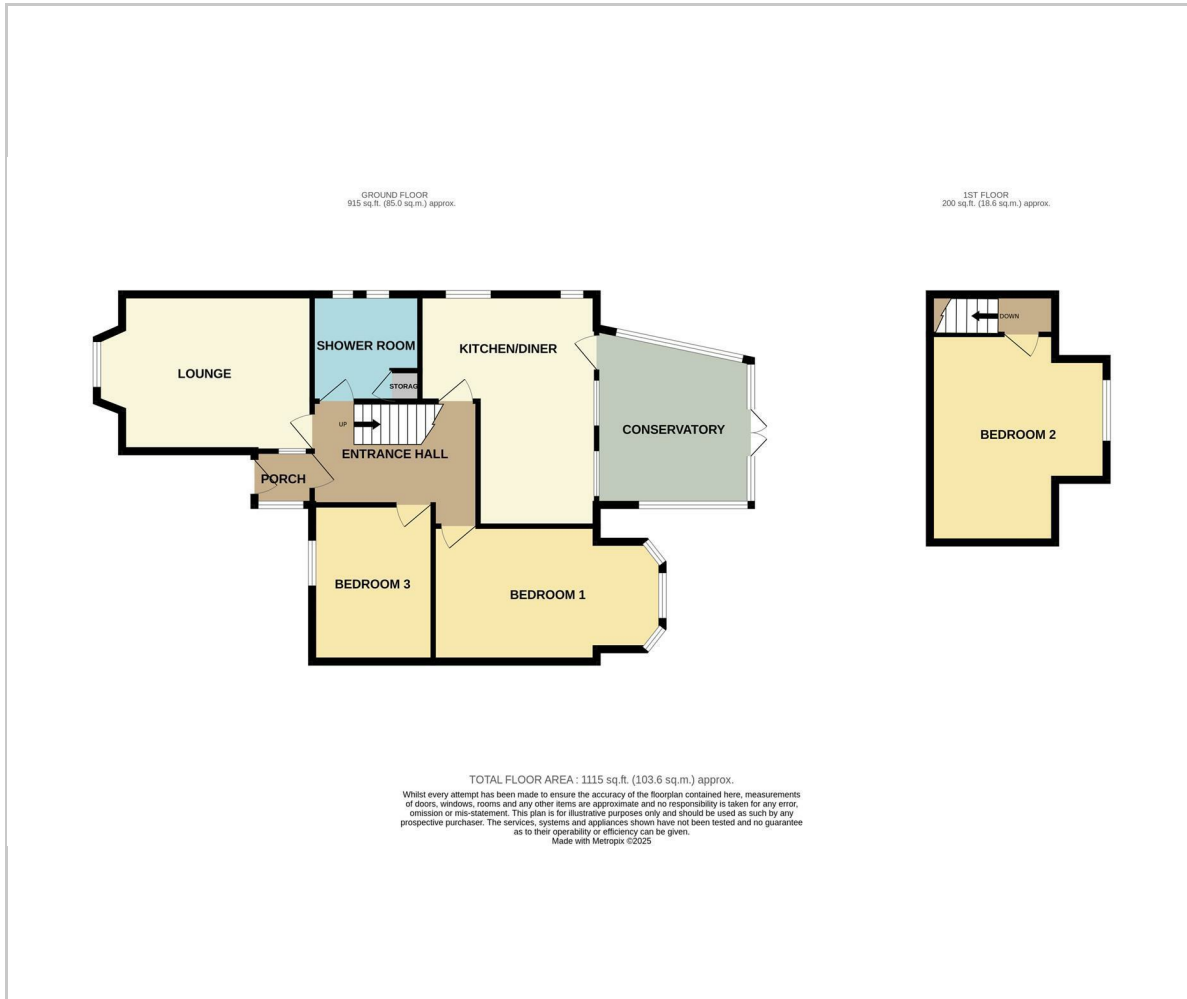 GROUND FLOOR
915 sq.ft. (85.0 sq.m.) approx.
1ST FLOOR
200 sq.ft. (18.6 sq.m.) approx.
DOWN
SHOWER ROOM
KITCHEN/DINER
LOUNGE
STORAG
UP
CONSERVATORY
BEDROOM 2
ENTRANCE HALL
PORCH
BEDROOM 3
BEDROOM 1
TOTAL FLOOR AREA : 1115 sq.ft. (103.6 sq.m.) approx.
Whilst every attempt has been made to ensure the accuracy of the floorplan contained here, measurements
of doors, windows, rooms and any other items are approximate and no responsibility is taken for any error,
omission or mis-statement. This plan is for illustrative purposes only and should be used as such by any
prospective purchaser. The services, systems and appliances shown have not been tested and no guarantee
as to their operability or efficiency can be given.
Made with Metropix ©2025